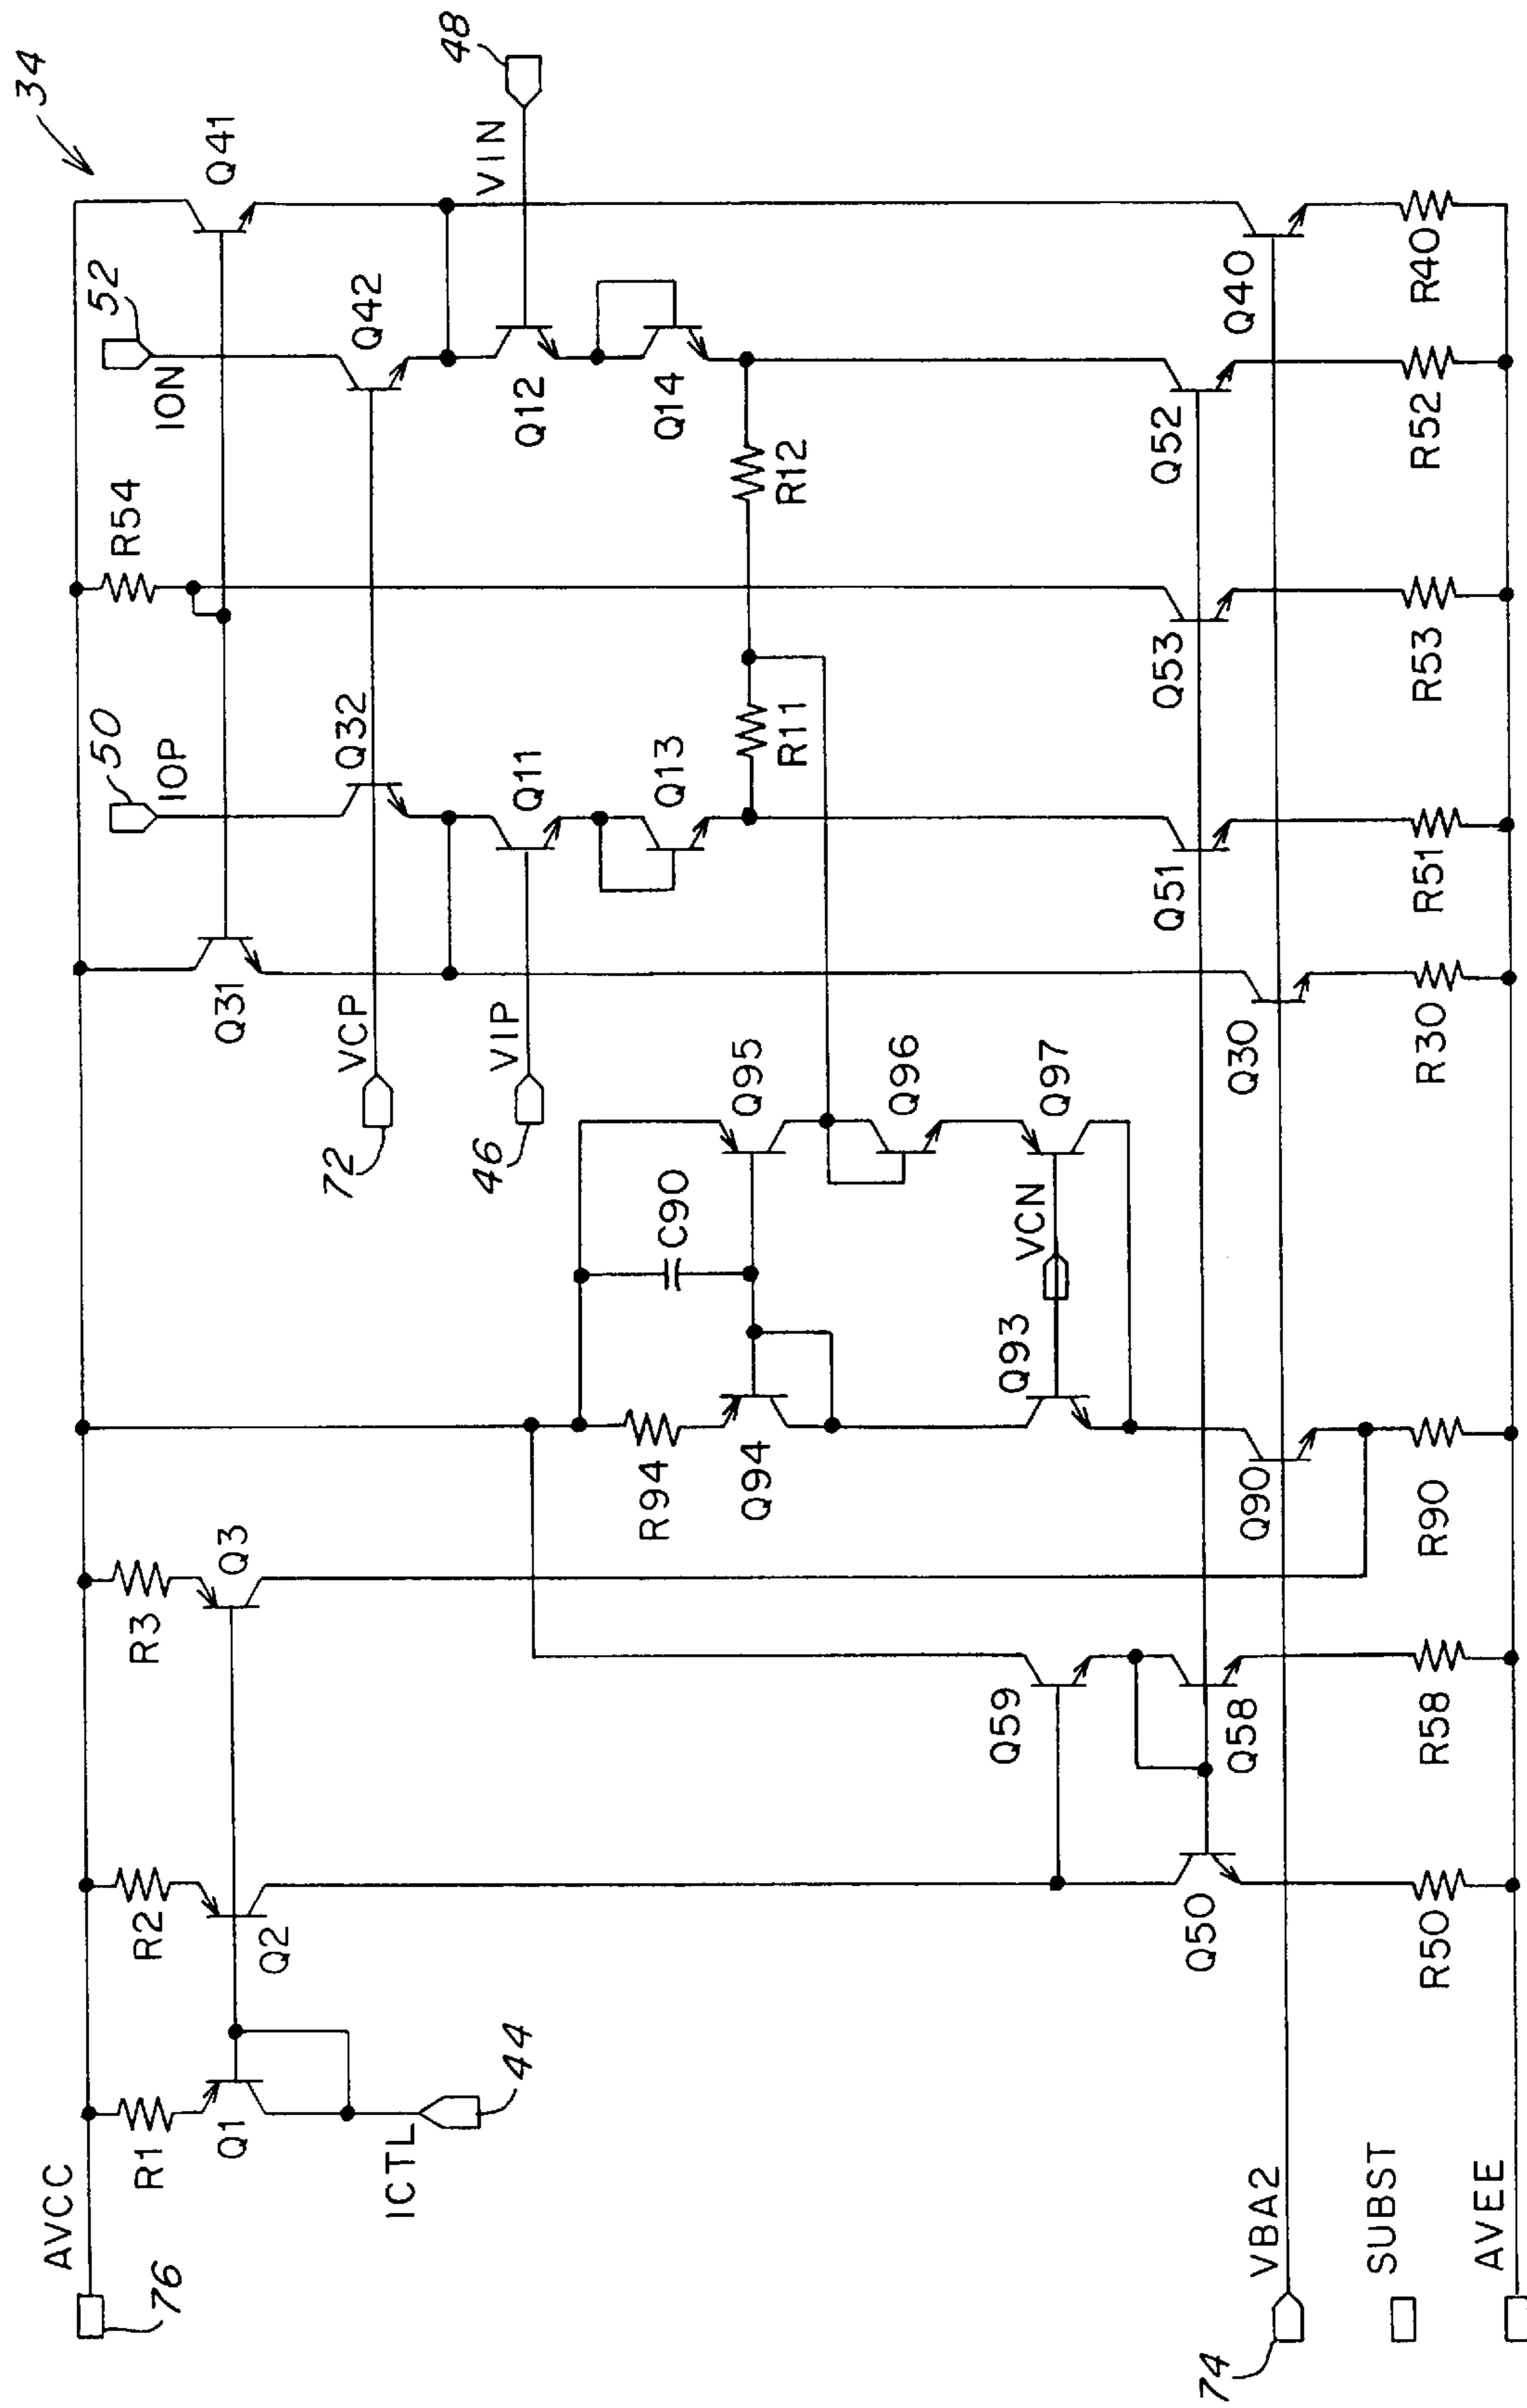 34
AVCC
76
R1
Q1
ICTL
44
R2
Q2
R3
Q3
R94
Q94
C90
Q95
Q96
Q97
VCN
Q93
Q90
R90
Q59
Q58
R58
Q50
R50
VCP
72
VIP
46
Q31
50
IOP
Q32
Q11
Q13
R11
R54
52
ION
Q42
Q12
Q14
R12
Q41
VIN
48
Q30
R30
Q51
R51
Q53
R53
Q52
R52
Q40
R40
VBA2
74
SUBST
AVEE